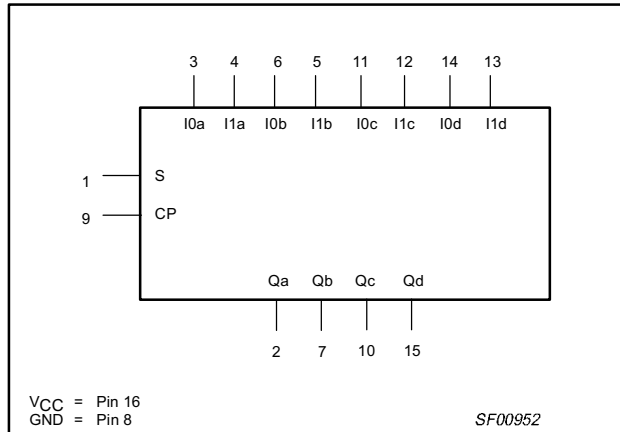 3 4 6 5 11 12 14 13
I0a I1a I0b I1b I0c I1c I0d I1d
1 S
9 CP
Qa Qb Qc Qd
2 7 10 15
VCC = Pin 16
GND = Pin 8
SF00952